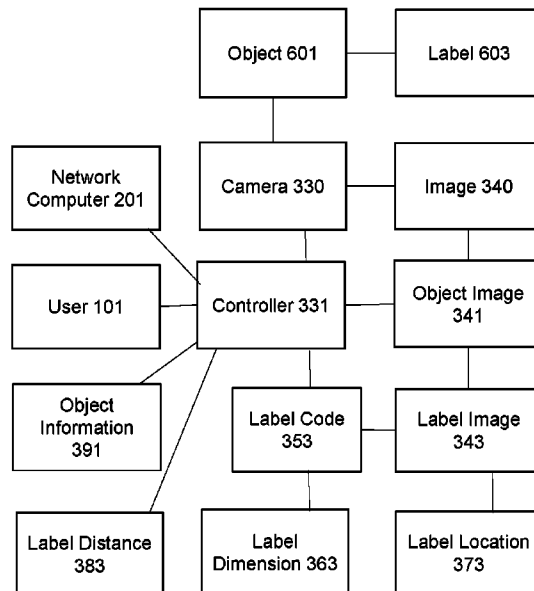 Object 601
Label 603
Network
Computer 201
Camera 330
Image 340
User 101
Controller 331
Object Image
341
Object
Information
391
Label Code
353
Label Image
343
Label Distance
383
Label
Dimension 363
Label Location
373